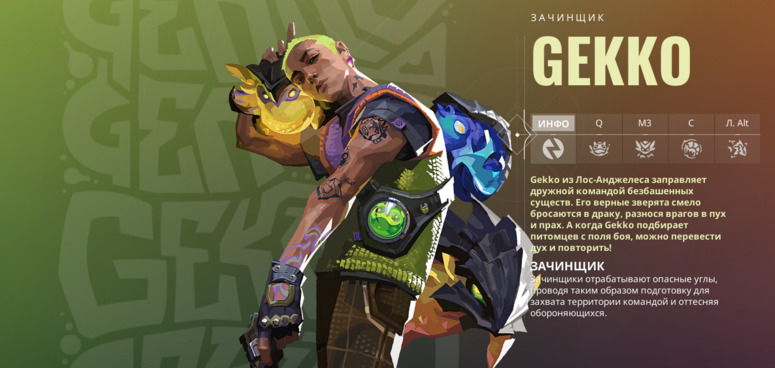 ЗАЧИНЩИК
GEKKO
ИНФО Q M3 C Л. Alt
Gekko из Лос-Анджелеса заправляет
дружной командой безбашенных
существ. Его верные зверята смело
бросаются в драку, разнося врагов в пух
и прах. А когда Gekko подбирает
питомцев с поля боя, можно перевести
дух и повторить!
ЗАЧИНЩИК
Зачинщики отрабатывают опасные углы,
проводя таким образом подготовку для
захвата территории командой и оттесняя
обороняющихся.